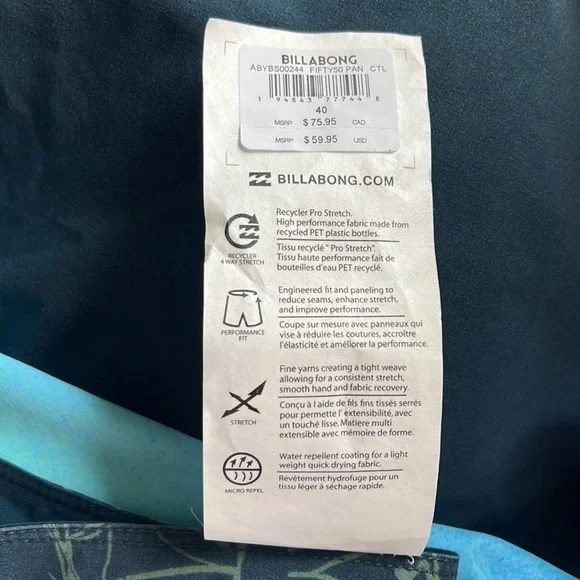 BILLABONG
ABYBS00244 FIFTY50 PAN CTL
1 94843 77744 8
40
MSRP $75.95 CAD
MSRP $59.95 USD
BILLABONG.COM
Recycler Pro Stretch.
High performance fabric made from
recycled PET plastic bottles.
Tissu recyclé " Pro Stretch".
Tissu haute performance fait de
bouteilles d'eau PET recyclé.
RECYCLER
4 WAY STRETCH
Engineered fit and paneling to
reduce seams, enhance stretch,
and improve performance.
Coupe sur mesure avec panneaux qui
vise à réduire les coutures, accroitre
l'élasticité et améliorer la performance.
PERFORMANCE
FIT
Fine yarns creating a tight weave
allowing for a consistent stretch,
smooth hand and fabric recovery.
Conçu à l aide de fils fins tissés serrés
pour permettre l' extensibilité, avec
un touché lisse. Matiere multi
extensible avec mémoire de forme.
STRETCH
Water repellent coating for a light
weight quick drying fabric.
Revêtement hydrofuge pour un
tissu léger à séchage rapide.
MICRO REPEL